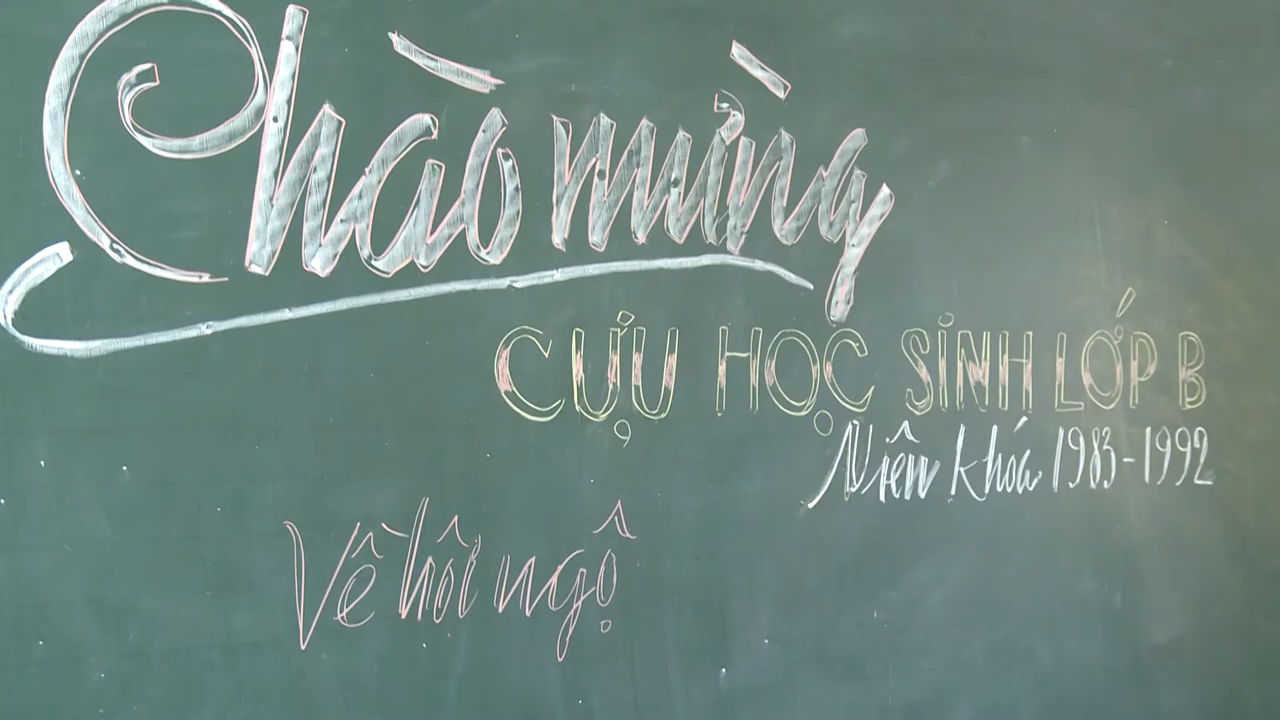 Chào mừng
CỰU HỌC SINH LỚP B
Niên khóa 1983-1992
Về hội ngộ